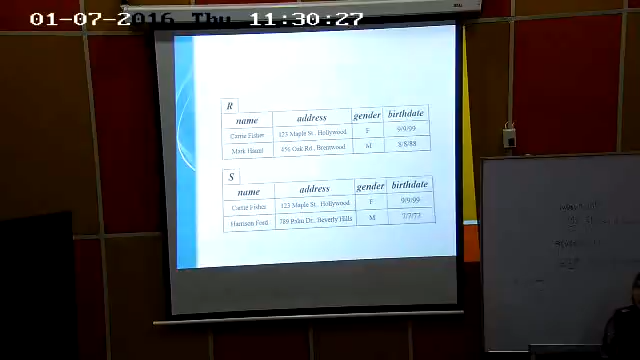 01-07-2016 Thu 11:30:27
R
name address gender birthdate
Carrie Fisher 123 Maple St., Hollywood F 9/9/99
Mark Hamil 456 Oak Rd., Brentwood M 8/8/88
S
name address gender birthdate
Carrie Fisher 123 Maple St., Hollywood F 9/9/99
Harrison Ford 789 Palm Dr., Beverly Hills M 7/7/77